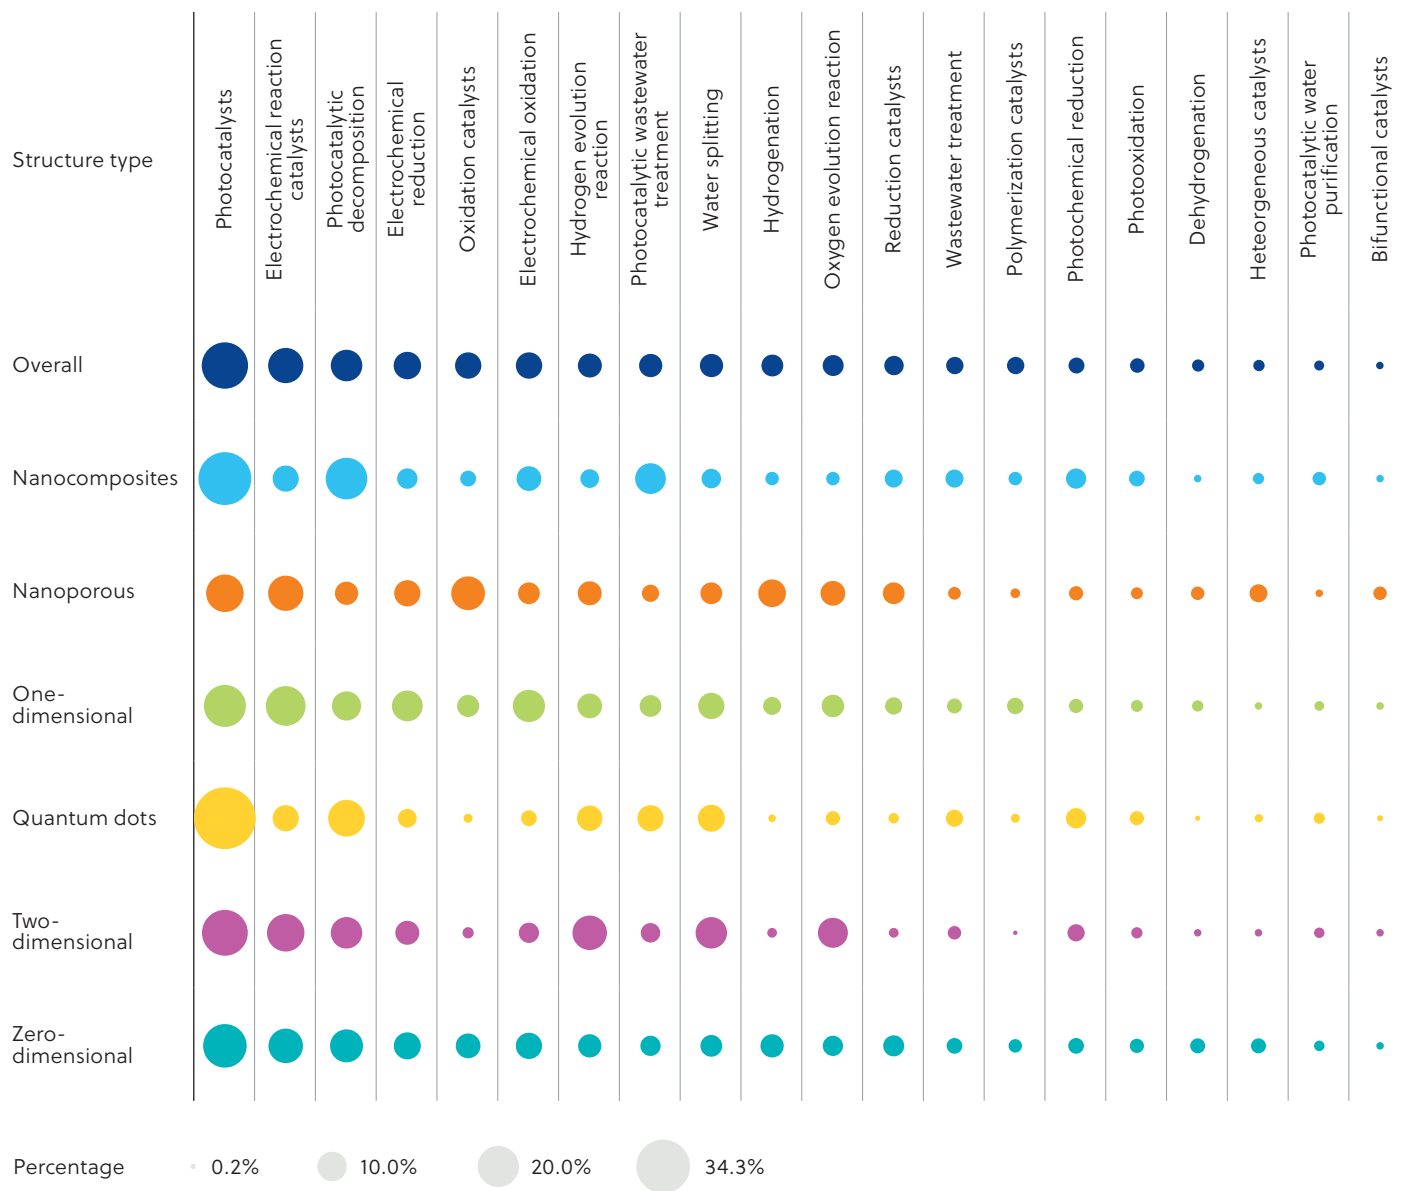 Structure type
Photocatalysts
Electrochemical reaction
catalysts
Photocatalytic
decomposition
Electrochemical
reduction
Oxidation catalysts
Electrochemical oxidation
Hydrogen evolution
reaction
Photocatalytic wastewater
treatment
Water splitting
Hydrogenation
Oxygen evolution reaction
Reduction catalysts
Wastewater treatment
Polymerization catalysts
Photochemical reduction
Photooxidation
Dehydrogenation
Heteorgeneous catalysts
Photocatalytic water
purification
Bifunctional catalysts
Overall
Nanocomposites
Nanoporous
One-
dimensional
Quantum dots
Two-
dimensional
Zero-
dimensional
Percentage 0.2% 10.0% 20.0% 34.3%